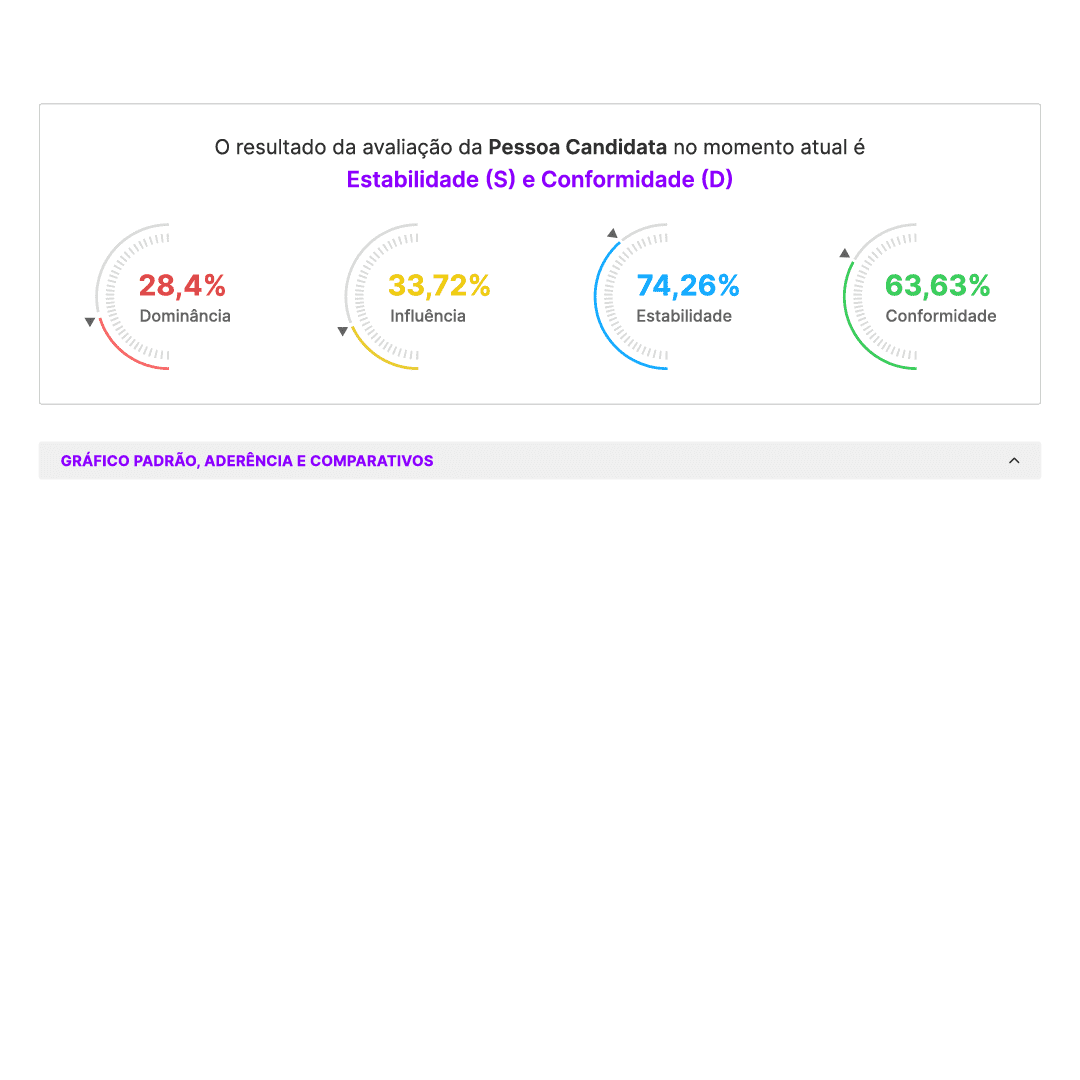 O resultado da avaliação da Pessoa Candidata no momento atual é
Estabilidade (S) e Conformidade (D)
28,4%
Dominância
33,72%
Influência
74,26%
Estabilidade
63,63%
Conformidade
GRÁFICO PADRÃO, ADERÊNCIA E COMPARATIVOS